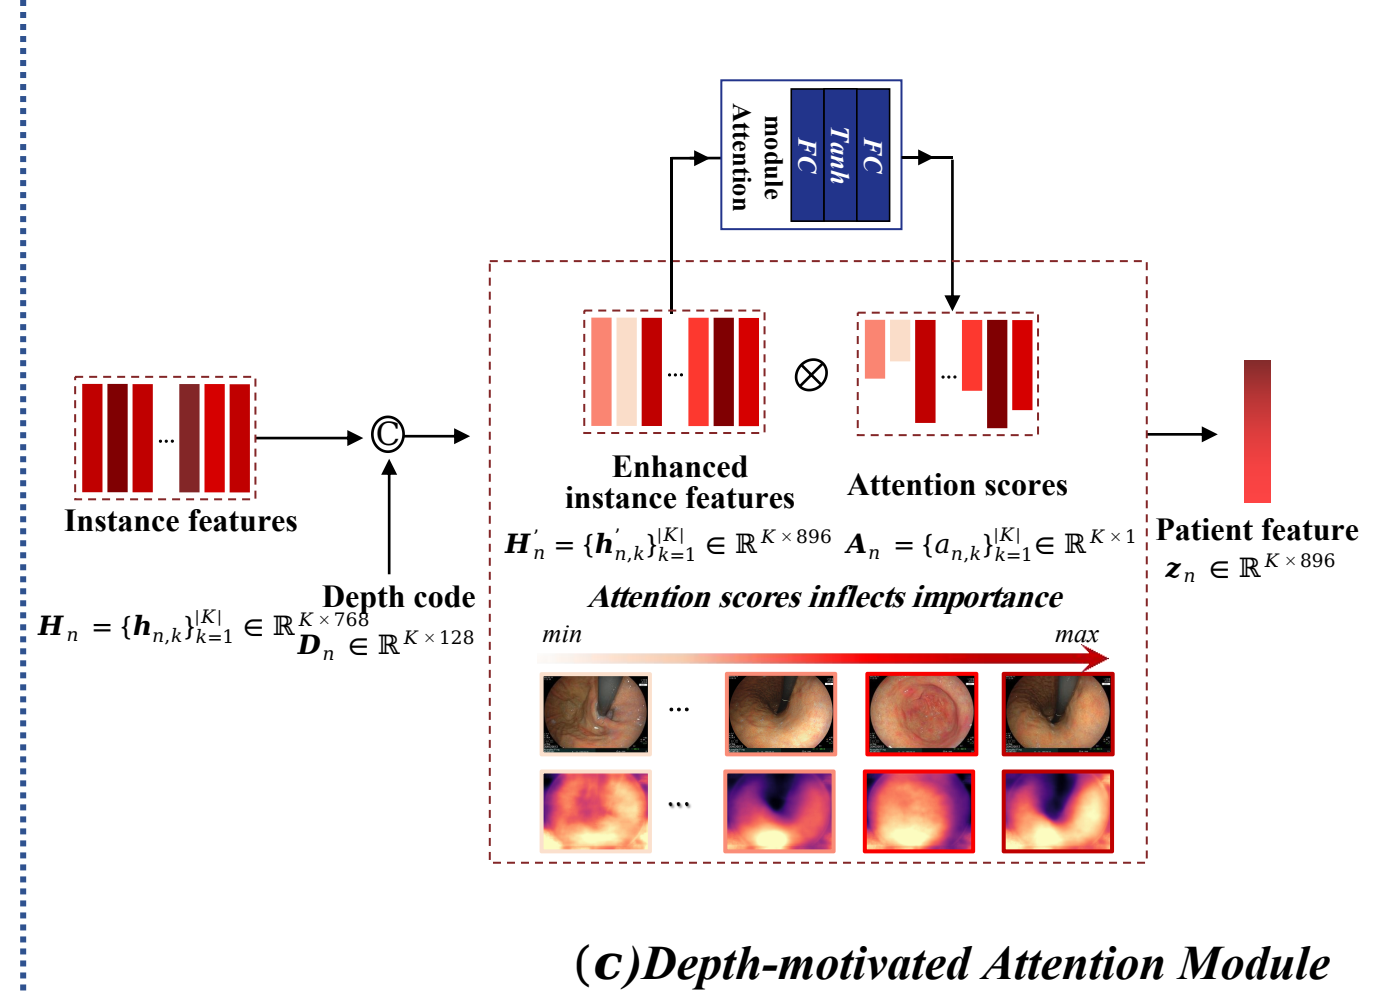 Attention
module
FC
Tanh
FC
...
...
...
Instance features
C
Enhanced
instance features
Attention scores
Patient feature
𝑯ₙ = {𝒉ₙ,ₖ}|K|k=1 ∈ ℝK×768
Depth code
𝑫ₙ ∈ ℝK×128
𝑯′ₙ = {𝒉′ₙ,ₖ}|K|k=1 ∈ ℝK×896
𝑨ₙ = {aₙ,ₖ}|K|k=1 ∈ ℝK×1
𝒛ₙ ∈ ℝK×896
Attention scores inflects importance
min
max
...
...
(c)Depth-motivated Attention Module